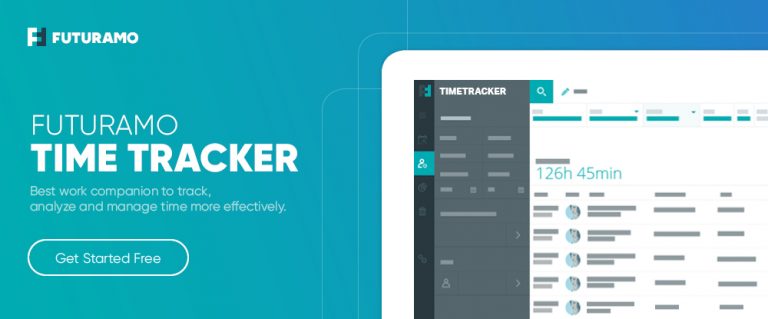 FUTURAMO
FUTURAMO
TIME TRACKER
Best work companion to track,
analyze and manage time more effectively.
Get Started Free
TIMETRACKER
126h 45min